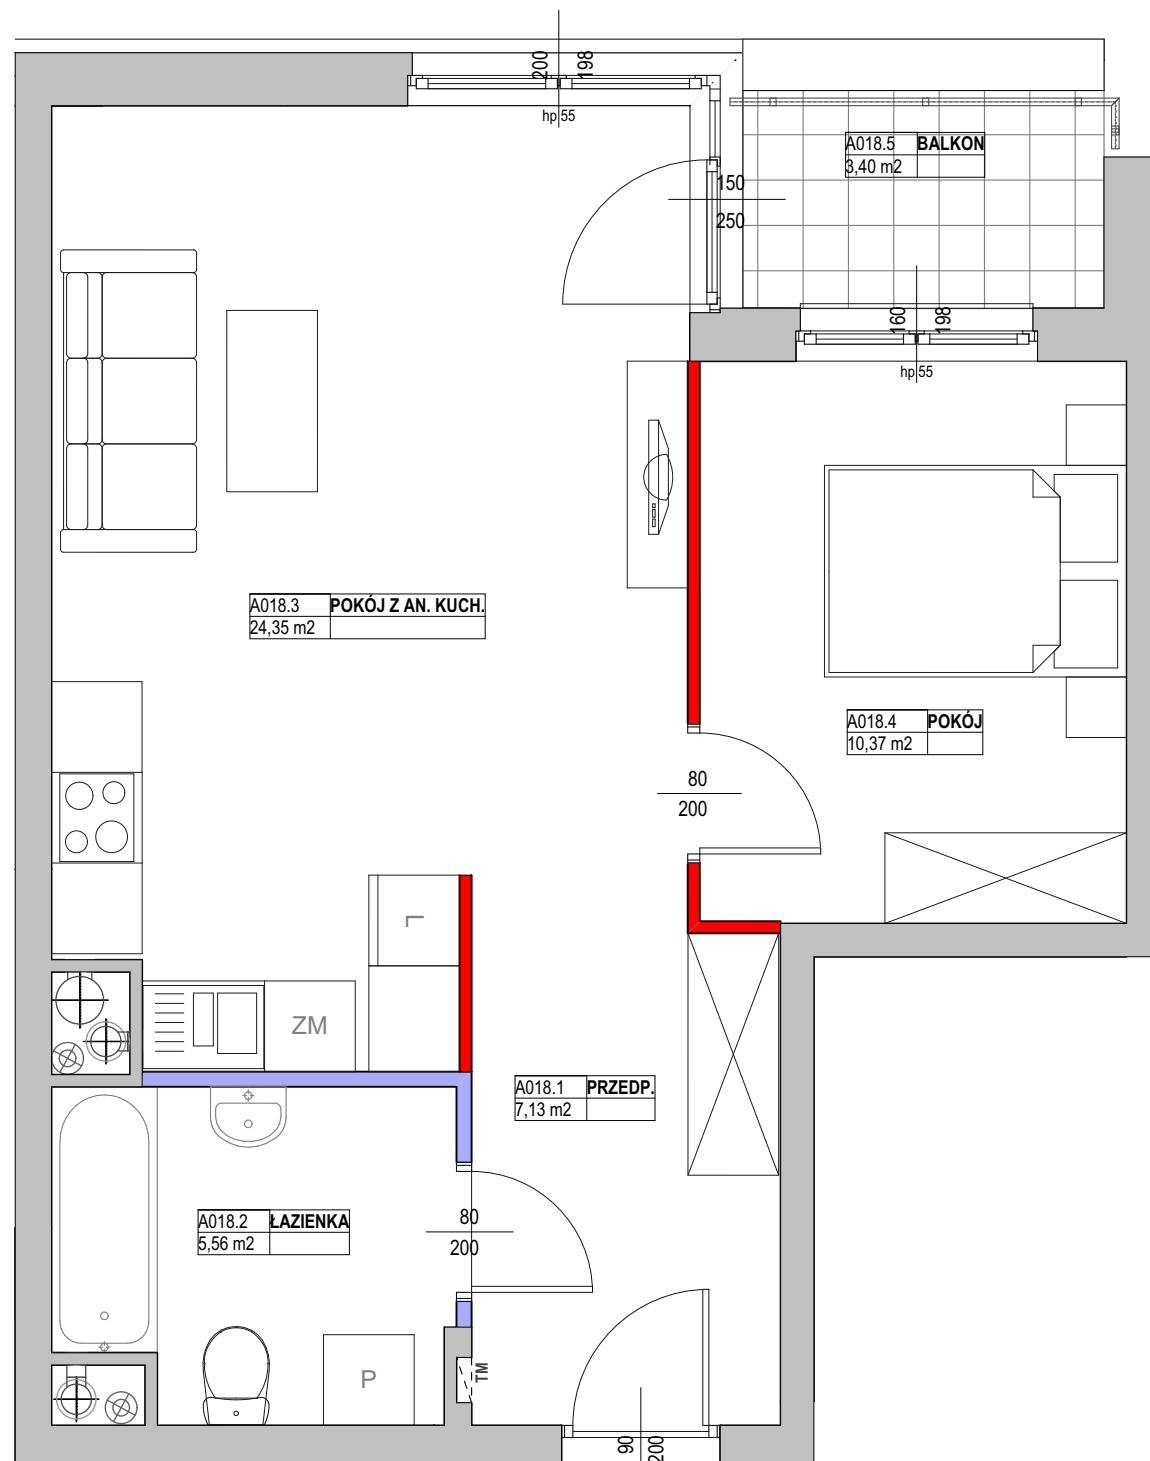 200
198
hp 55
A018.5 BALKON
3,40 m2
150
250
160
198
hp 55
A018.3 POKÓJ Z AN. KUCH.
24,35 m2
A018.4 POKÓJ
10,37 m2
80
200
L
ZM
A018.1 PRZEDP.
7,13 m2
A018.2 ŁAZIENKA
5,56 m2
80
200
TM
P
90
200